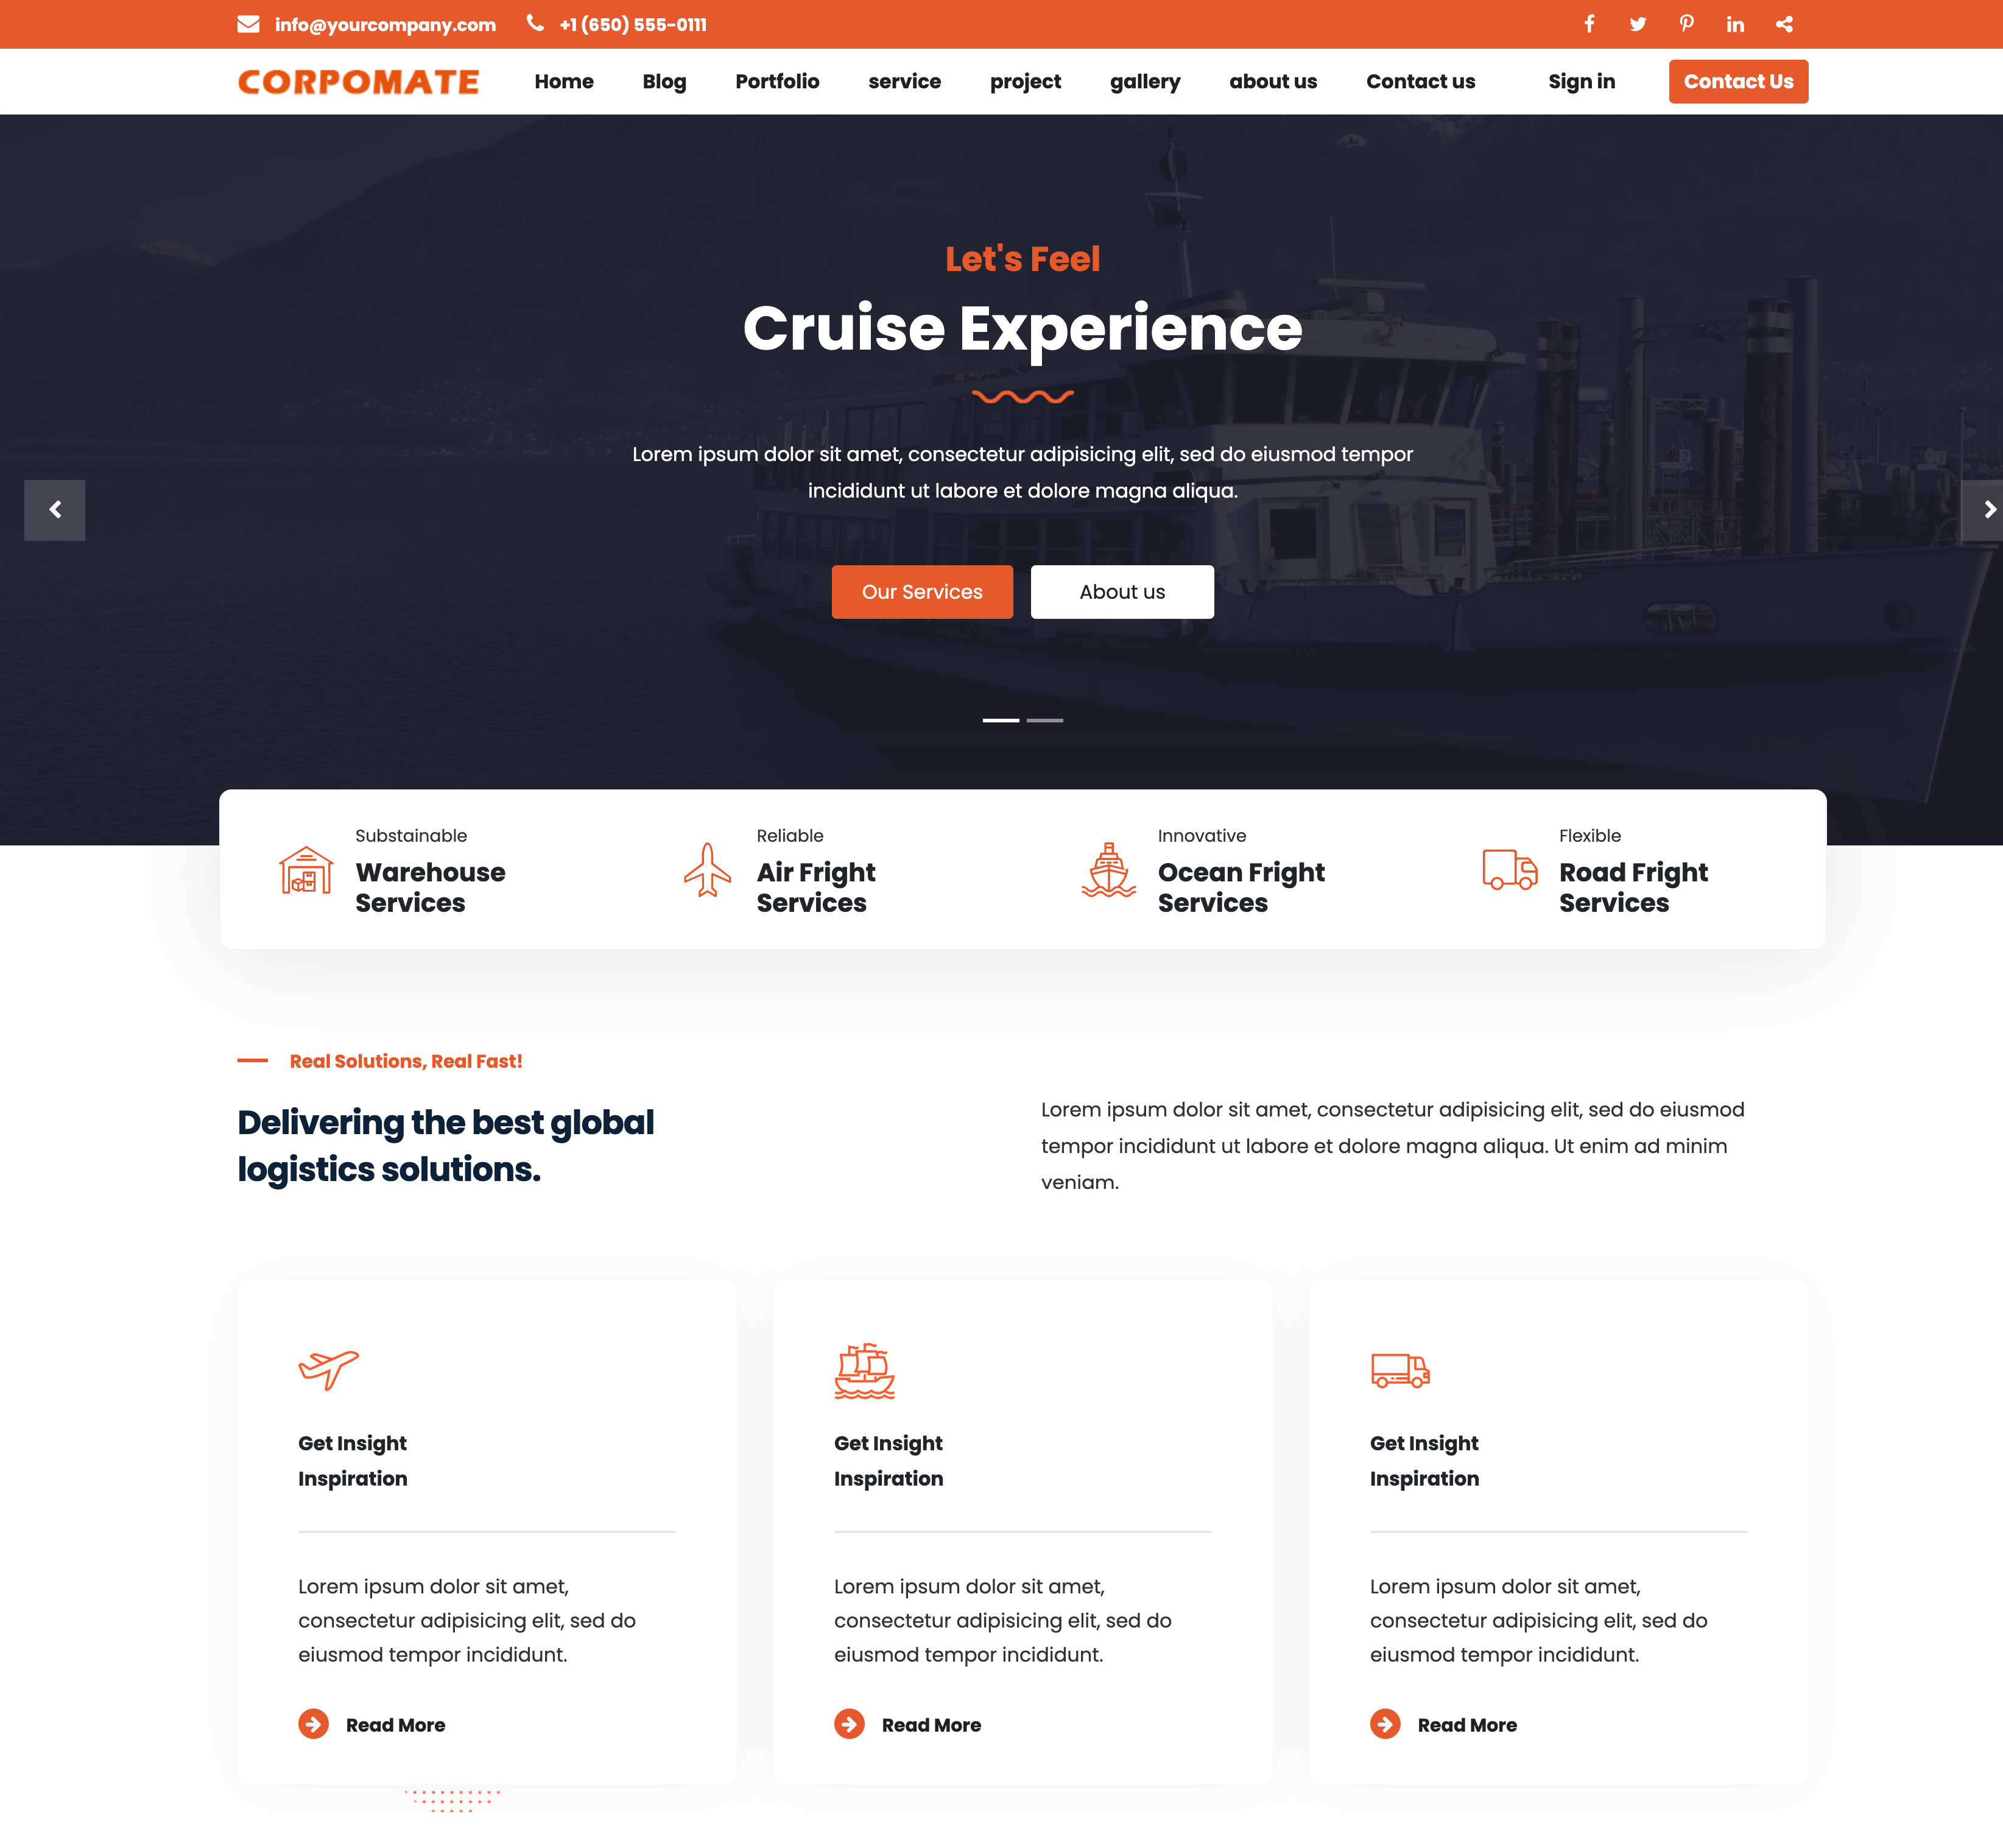 info@yourcompany.com +1 (650) 555-0111
CORPOMATE Home Blog Portfolio service project gallery about us Contact us Sign in Contact Us
Let's Feel
Cruise Experience
Lorem ipsum dolor sit amet, consectetur adipisicing elit, sed do eiusmod tempor
incididunt ut labore et dolore magna aliqua.
Our Services About us
Substainable
Warehouse
Services
Reliable
Air Fright
Services
Innovative
Ocean Fright
Services
Flexible
Road Fright
Services
Real Solutions, Real Fast!
Delivering the best global
logistics solutions.
Lorem ipsum dolor sit amet, consectetur adipisicing elit, sed do eiusmod
tempor incididunt ut labore et dolore magna aliqua. Ut enim ad minim
veniam.
Get Insight
Inspiration
Lorem ipsum dolor sit amet,
consectetur adipisicing elit, sed do
eiusmod tempor incididunt.
Read More
Get Insight
Inspiration
Lorem ipsum dolor sit amet,
consectetur adipisicing elit, sed do
eiusmod tempor incididunt.
Read More
Get Insight
Inspiration
Lorem ipsum dolor sit amet,
consectetur adipisicing elit, sed do
eiusmod tempor incididunt.
Read More